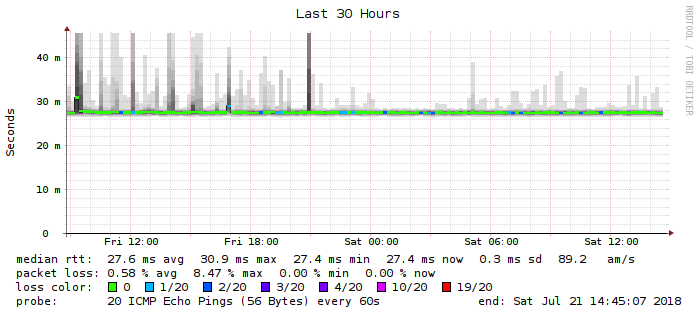 Last 30 Hours
RRDTOOL / TOBI OETIKER
Seconds
40 m
30 m
20 m
10 m
0
Fri 12:00 Fri 18:00 Sat 00:00 Sat 06:00 Sat 12:00
median rtt: 27.6 ms avg 30.9 ms max 27.4 ms min 27.4 ms now 0.3 ms sd 89.2 am/s
packet loss: 0.58 % avg 8.47 % max 0.00 % min 0.00 % now
loss color: 0 1/20 2/20 3/20 4/20 10/20 19/20
probe: 20 ICMP Echo Pings (56 Bytes) every 60s end: Sat Jul 21 14:45:07 2018